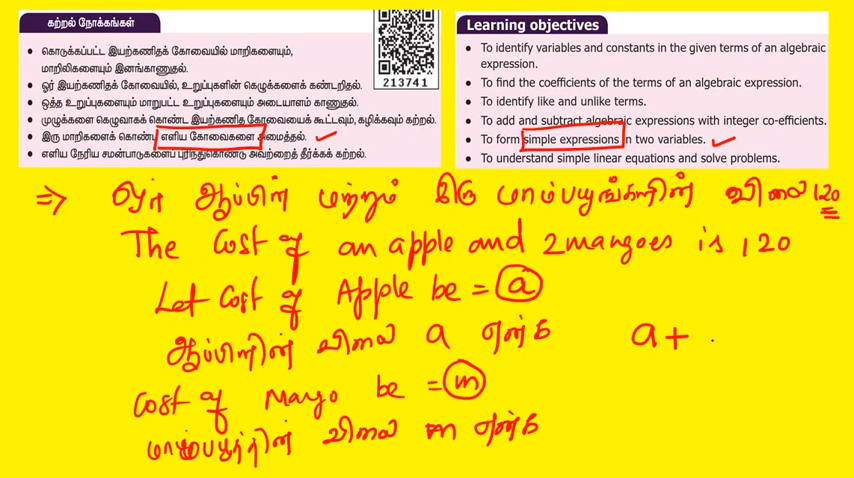 கற்றல் நோக்கங்கள்
கொடுக்கப்பட்ட இயற்கணிதக் கோவையில் மாறிகளையும்,
மாறிலிகளையும் இனங்காணுதல்.
ஓர் இயற்கணிதக் கோவையில், உறுப்புகளின் கெழுக்களைக் கண்டறிதல்.
ஒத்த உறுப்புகளையும் மாறுபட்ட உறுப்புகளையும் அடையாளம் காணுதல்.
முழுக்களை கெழுவாகக் கொண்ட இயற்கணித கோவையைக் கூட்டவும், கழிக்கவும் கற்றல்.
இரு மாறிகளைக் கொண்ட எளிய கோவைகளை அமைத்தல்.
எளிய நேரிய சமன்பாடுகளைப் புரிந்துகொண்டு அவற்றைத் தீர்க்கக் கற்றல்.
213741
Learning objectives
To identify variables and constants in the given terms of an algebraic
expression.
To find the coefficients of the terms of an algebraic expression.
To identify like and unlike terms.
To add and subtract algebraic expressions with integer co-efficients.
To form simple expressions in two variables.
To understand simple linear equations and solve problems.
⇒ ஓர் ஆப்பிள் மற்றும் இரு மாம்பழங்களின் விலை 120
The Cost of an apple and 2 mangoes is 120
Let Cost of Apple be = a
ஆப்பிளின் விலை a என்க
a +
Cost of Mango be = m
மாம்பழத்தின் விலை m என்க